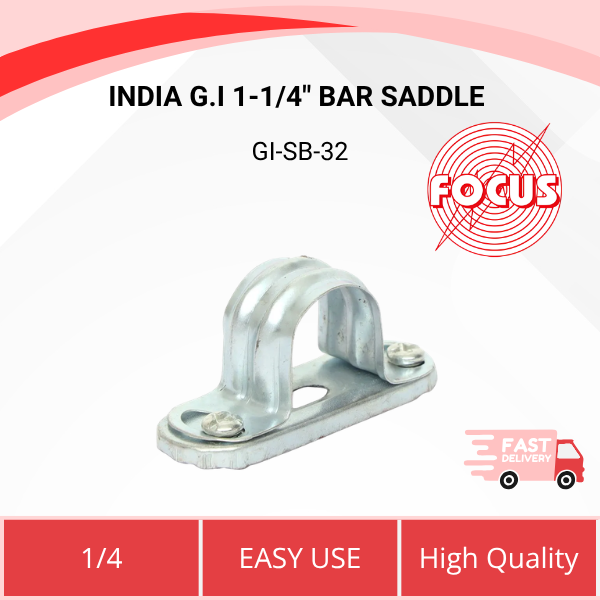 INDIA G.I 1-1/4" BAR SADDLE
GI-SB-32
FOCUS
FAST
DELIVERY
1/4
EASY USE
High Quality